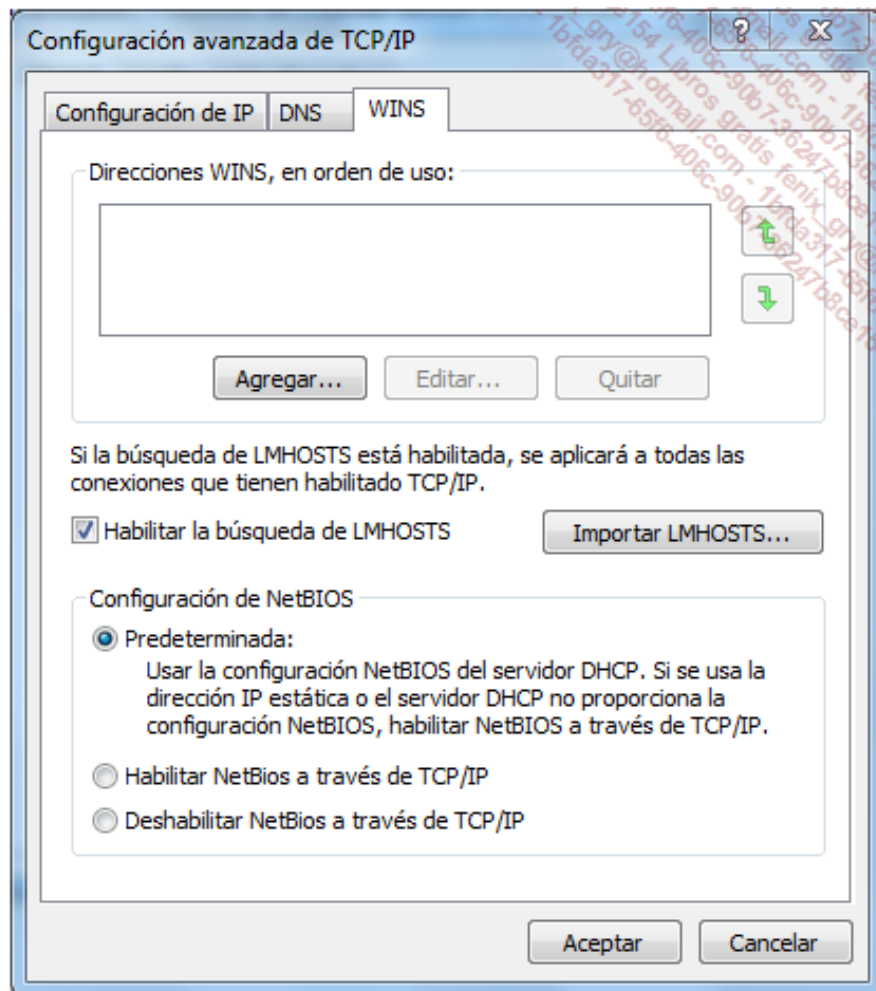 Configuración avanzada de TCP/IP
Configuración de IP
DNS
WINS
Direcciones WINS, en orden de uso:
Agregar...
Editar...
Quitar
Si la búsqueda de LMHOSTS está habilitada, se aplicará a todas las
conexiones que tienen habilitado TCP/IP.
Habilitar la búsqueda de LMHOSTS
Importar LMHOSTS...
Configuración de NetBIOS
Predeterminada:
Usar la configuración NetBIOS del servidor DHCP. Si se usa la
dirección IP estática o el servidor DHCP no proporciona la
configuración NetBIOS, habilitar NetBIOS a través de TCP/IP.
Habilitar NetBios a través de TCP/IP
Deshabilitar NetBios a través de TCP/IP
Aceptar
Cancelar